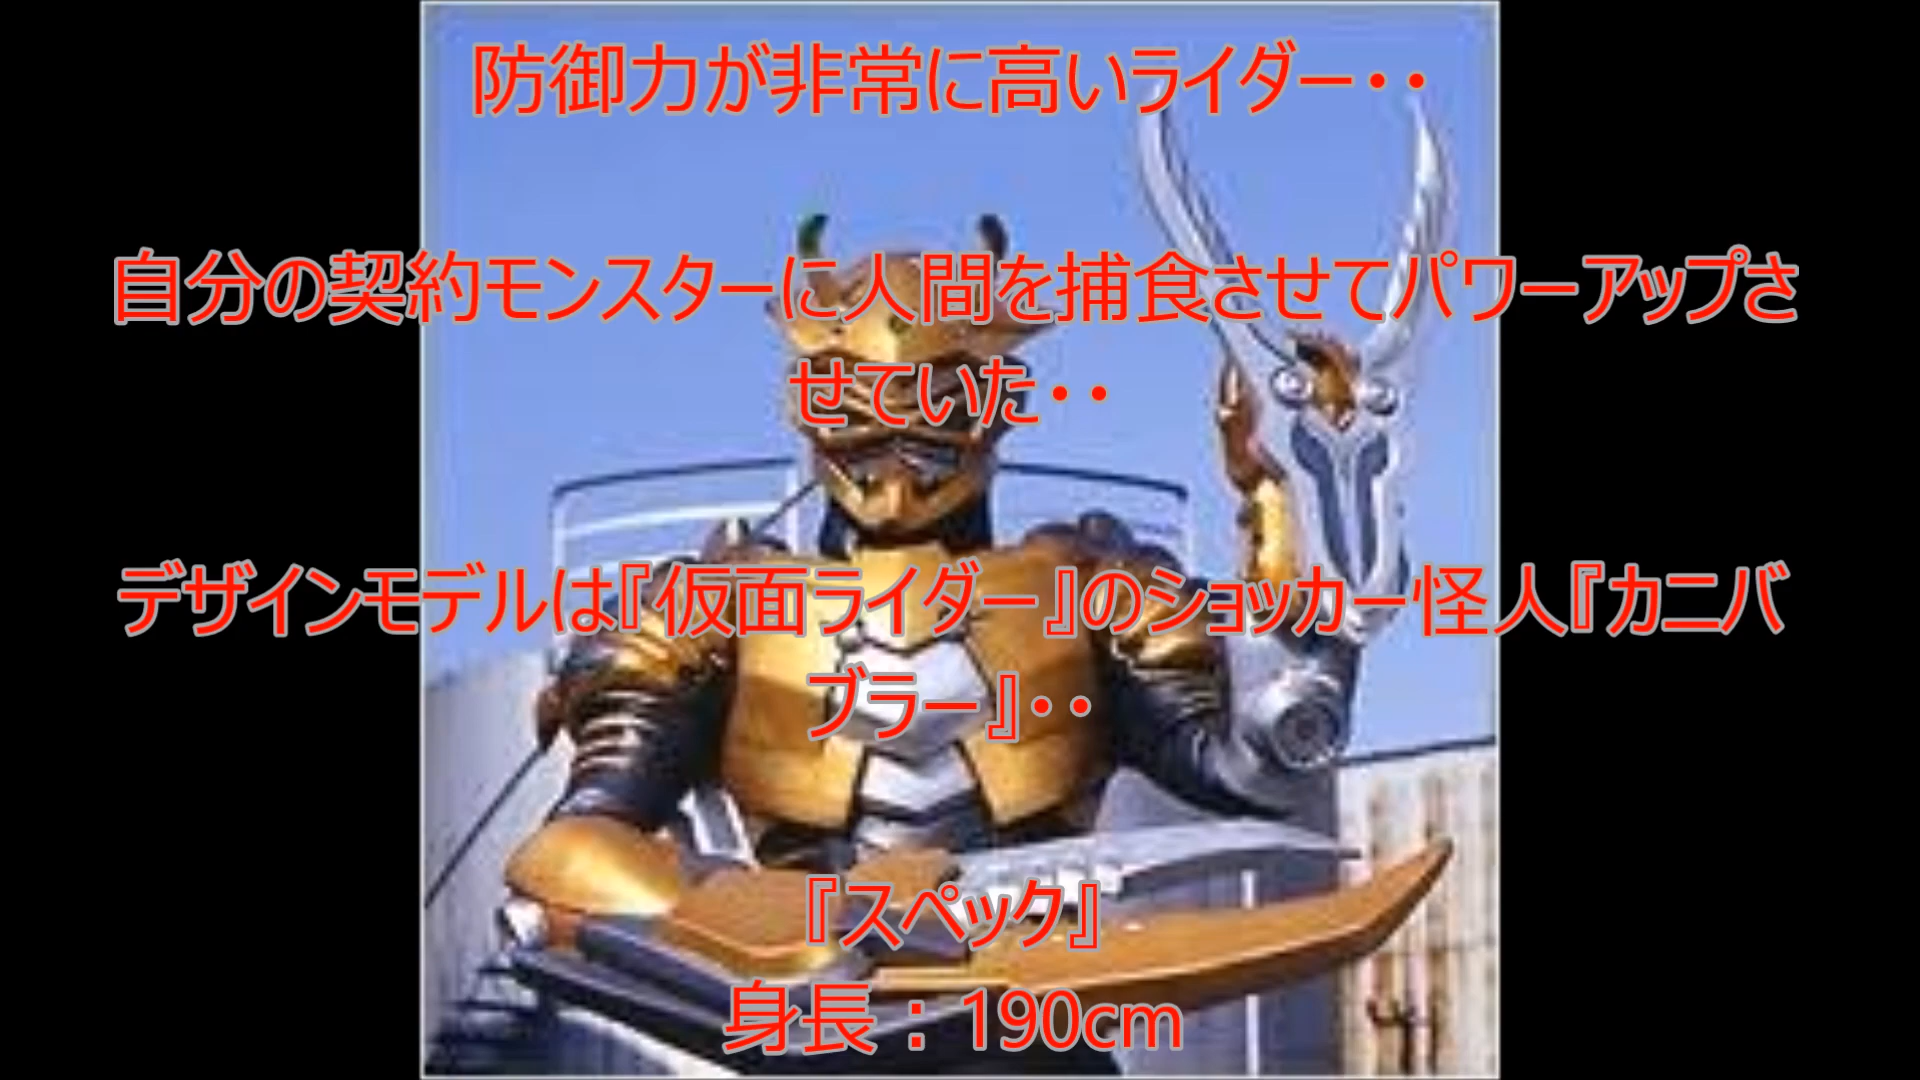 防御力が非常に高いライダー・・
自分の契約モンスターに人間を捕食させてパワーアップさ
せていた・・
デザインモデルは『仮面ライダー』のショッカー怪人『カニバ
ブラー』・・
『スペック』
身長：190cm